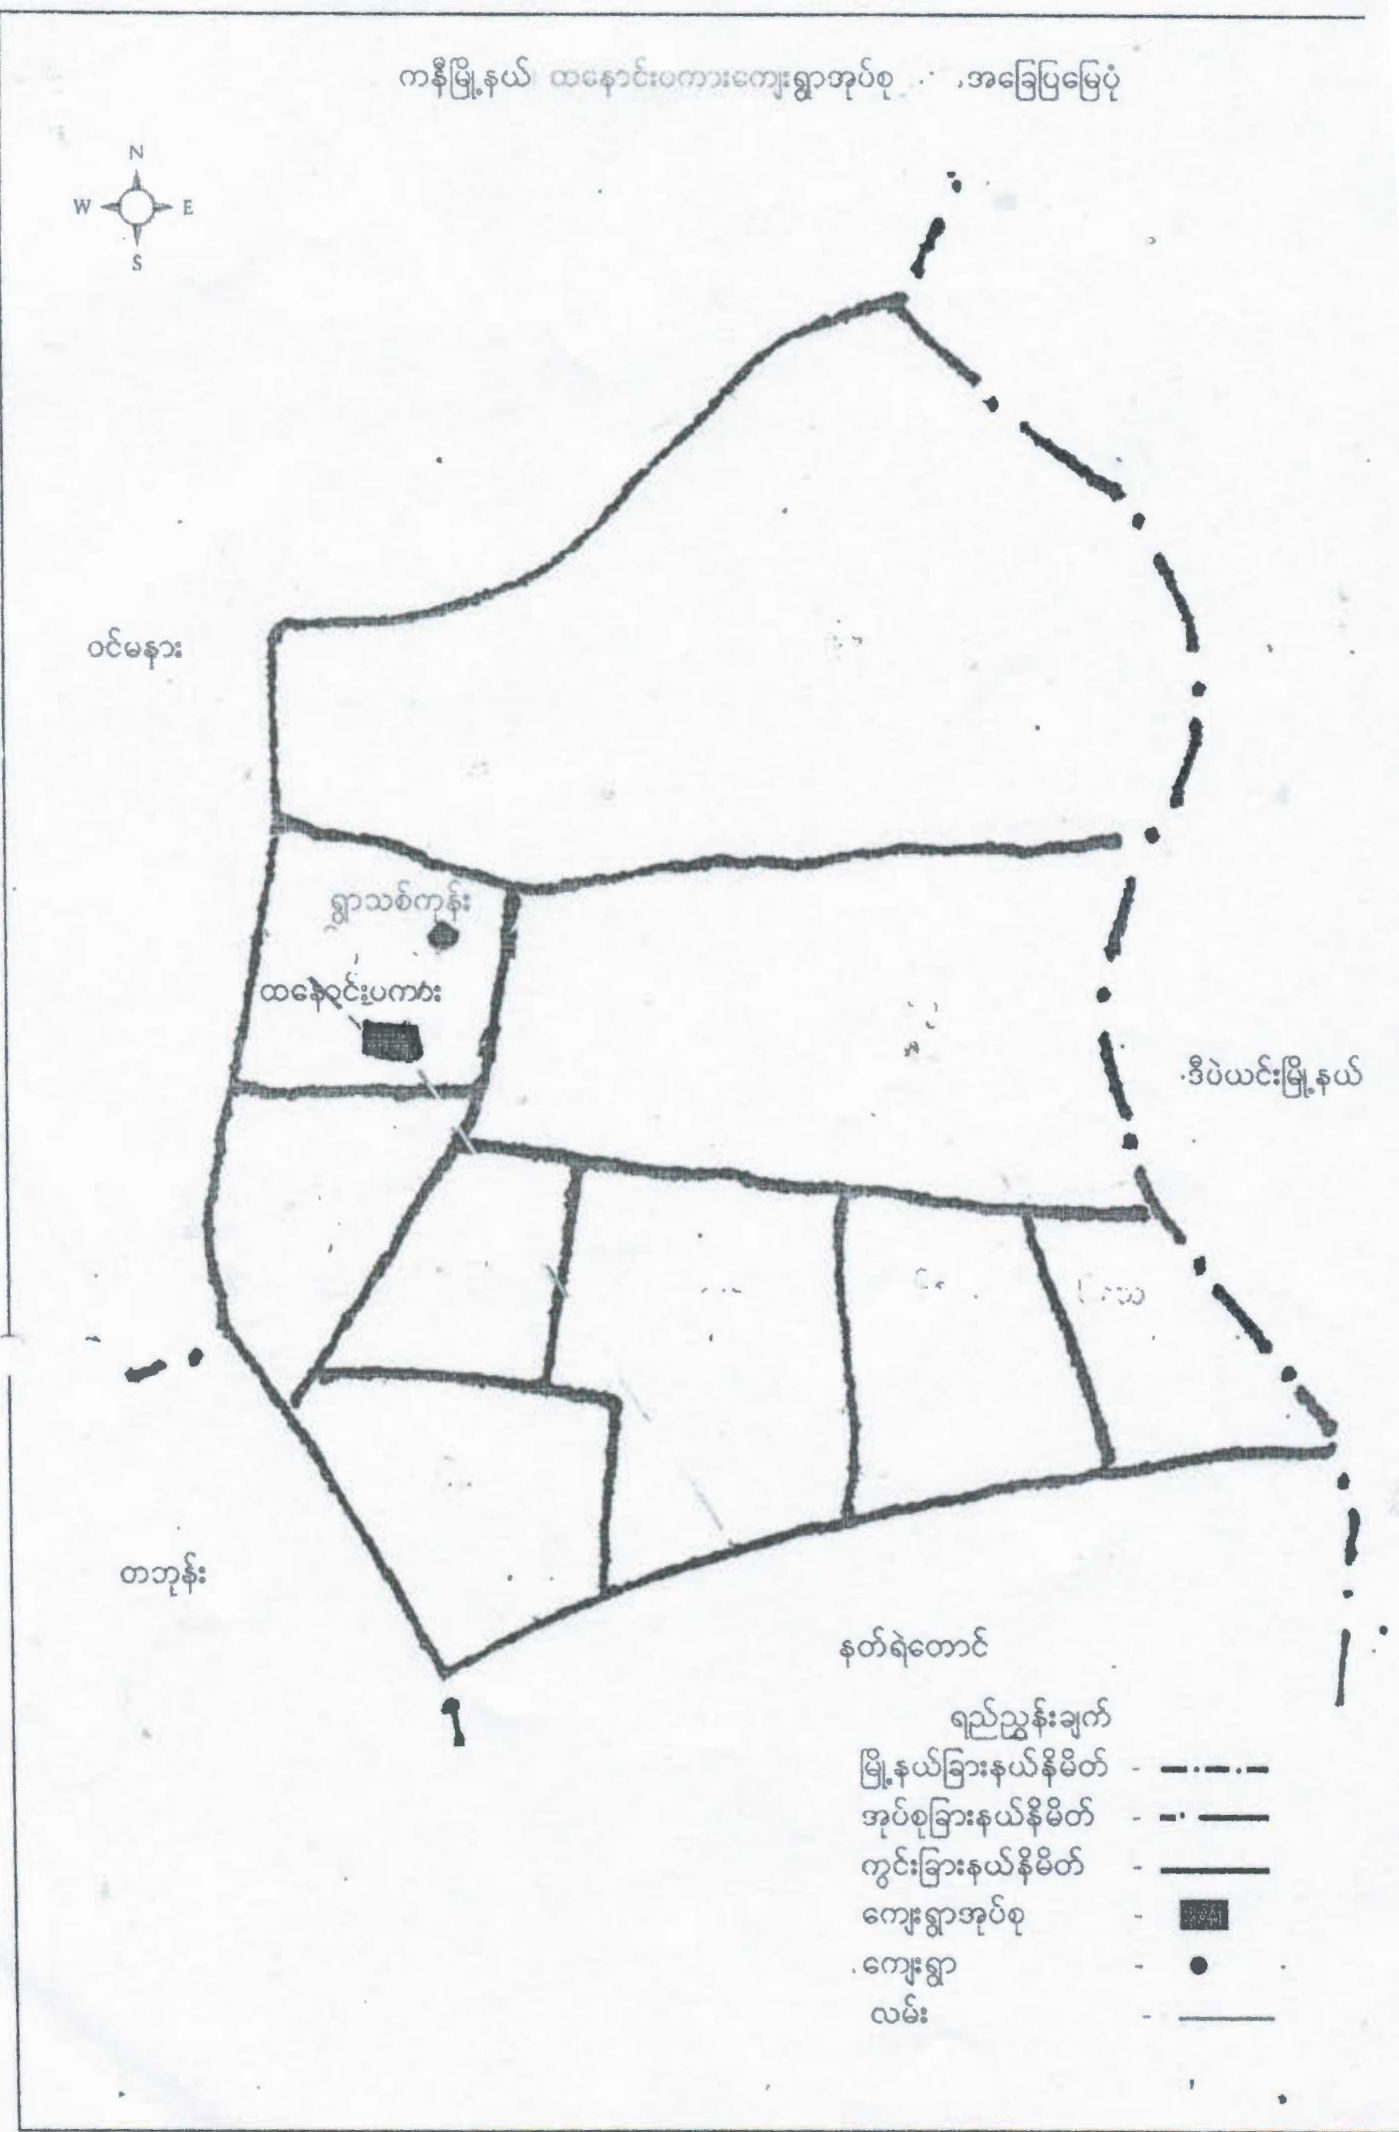 ကနီမြို့နယ် ထနောင်းပကားကျေးရွာအုပ်စု အခြေပြမြေပုံ
N
W E
S
ဝင်မနား
ရွာသစ်ကုန်း
ထနောင်းပကား
ဒီပဲယင်းမြို့နယ်
တဘုန်း
နတ်ရဲတောင်
ရည်ညွှန်းချက်
မြို့နယ်ခြားနယ်နိမိတ် -
အုပ်စုခြားနယ်နိမိတ် -
ကွင်းခြားနယ်နိမိတ် -
ကျေးရွာအုပ်စု -
ကျေးရွာ -
လမ်း -